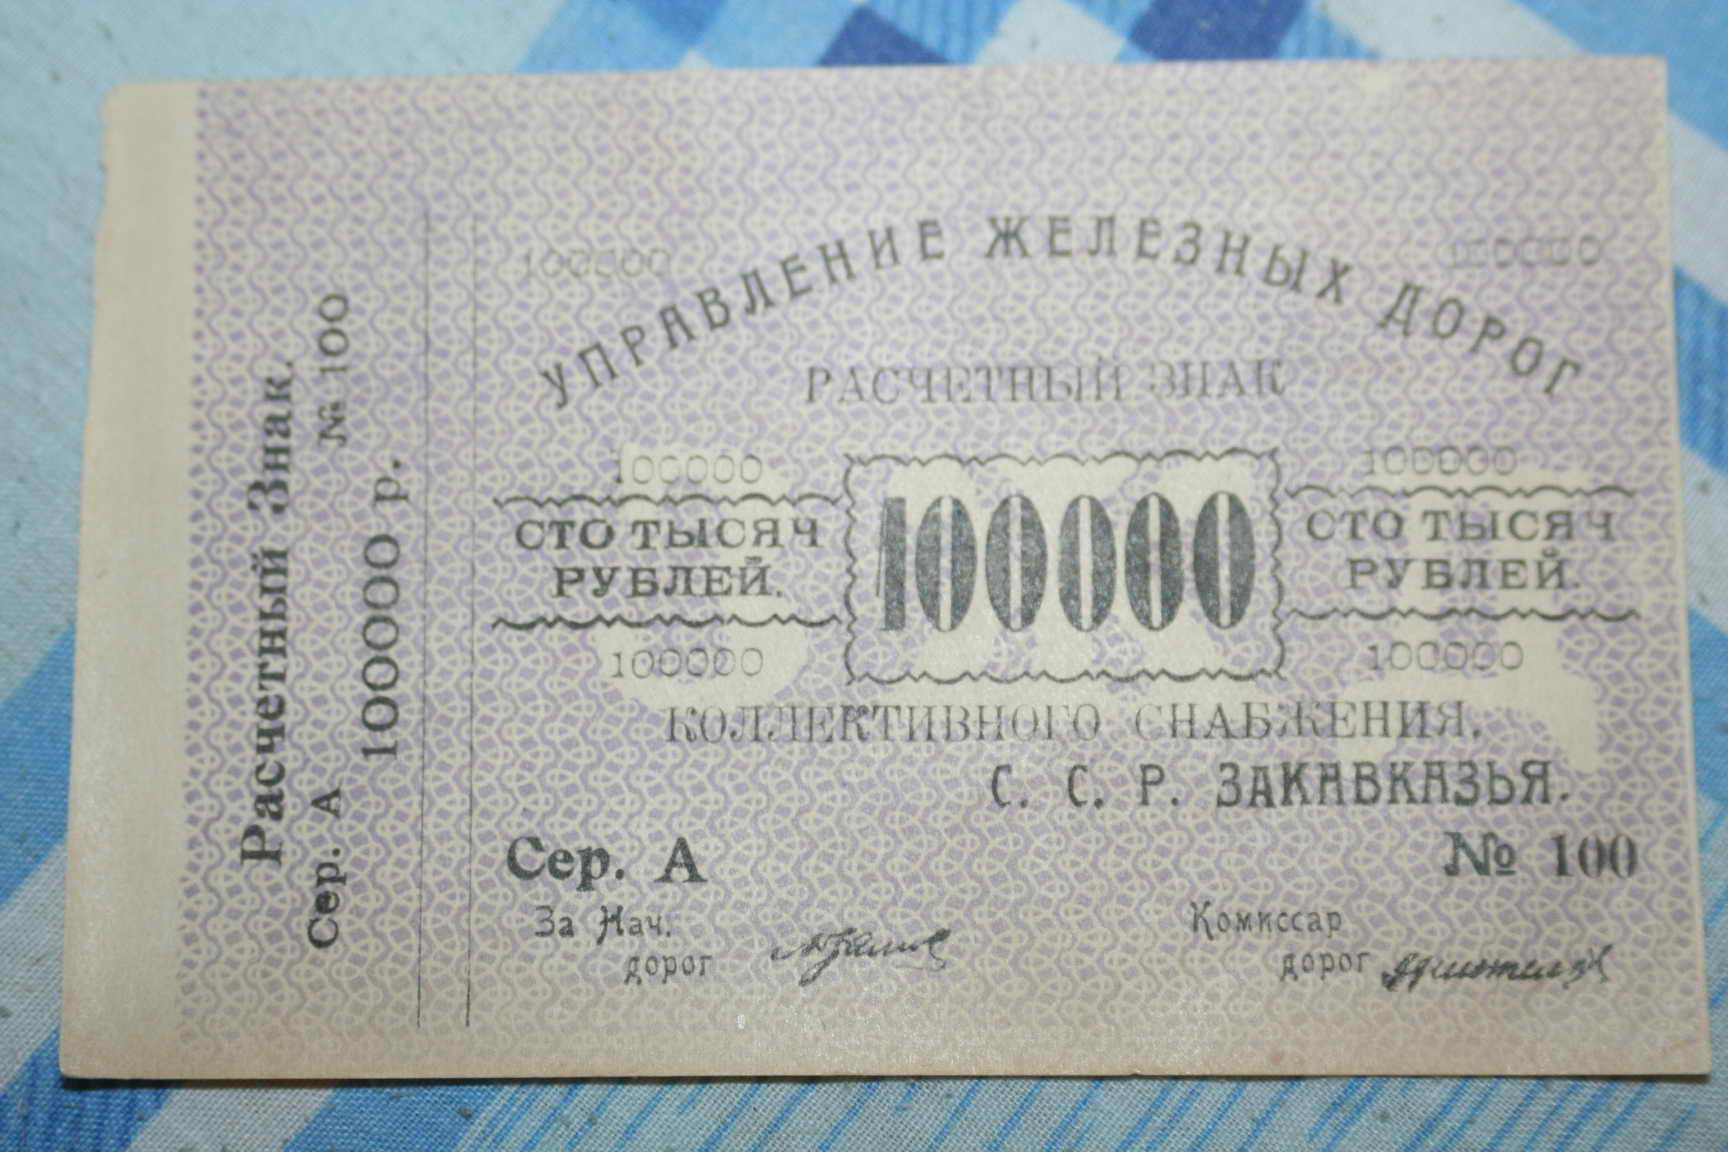 Расчетный Знак.
Сер. А № 100
100000 р.
УПРАВЛЕНИЕ ЖЕЛЕЗНЫХ ДОРОГ
100000 100000
РАСЧЕТНЫЙ ЗНАК
100000 100000
СТО ТЫСЯЧ РУБЛЕЙ. 100000 СТО ТЫСЯЧ РУБЛЕЙ.
100000 100000
КОЛЛЕКТИВНОГО СНАБЖЕНИЯ.
С. С. Р. ЗАКАВКАЗЬЯ.
Сер. А № 100
За Нач. дорог
Комиссар дорог